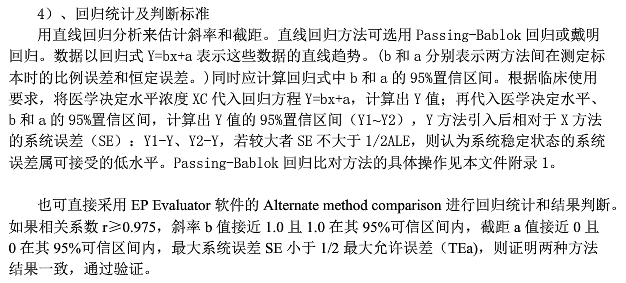 4）、回归统计及判断标准
用直线回归分析来估计斜率和截距。直线回归方法可选用 Passing-Bablok 回归或戴明
回归。数据以回归式 Y=bx+a 表示这些数据的直线趋势。(b 和 a 分别表示两方法间在测定标
本时的比例误差和恒定误差。)同时应计算回归式中 b 和 a 的 95%置信区间。根据临床使用
要求，将医学决定水平浓度 XC 代入回归方程 Y=bx+a，计算出 Y 值；再代入医学决定水平、
b 和 a 的 95%置信区间，计算出 Y 值的 95%置信区间（Y1~Y2），Y 方法引入后相对于 X 方法
的系统误差（SE）：Y1-Y、Y2-Y，若较大者 SE 不大于 1/2ALE，则认为系统稳定状态的系统
误差属可接受的低水平。Passing-Bablok 回归比对方法的具体操作见本文件附录 1。
也可直接采用 EP Evaluator 软件的 Alternate method comparison 进行回归统计和结果判断。
如果相关系数 r≥0.975，斜率 b 值接近 1.0 且 1.0 在其 95%可信区间内，截距 a 值接近 0 且
0 在其 95%可信区间内，最大系统误差 SE 小于 1/2 最大允许误差（TEa)，则证明两种方法
结果一致，通过验证。